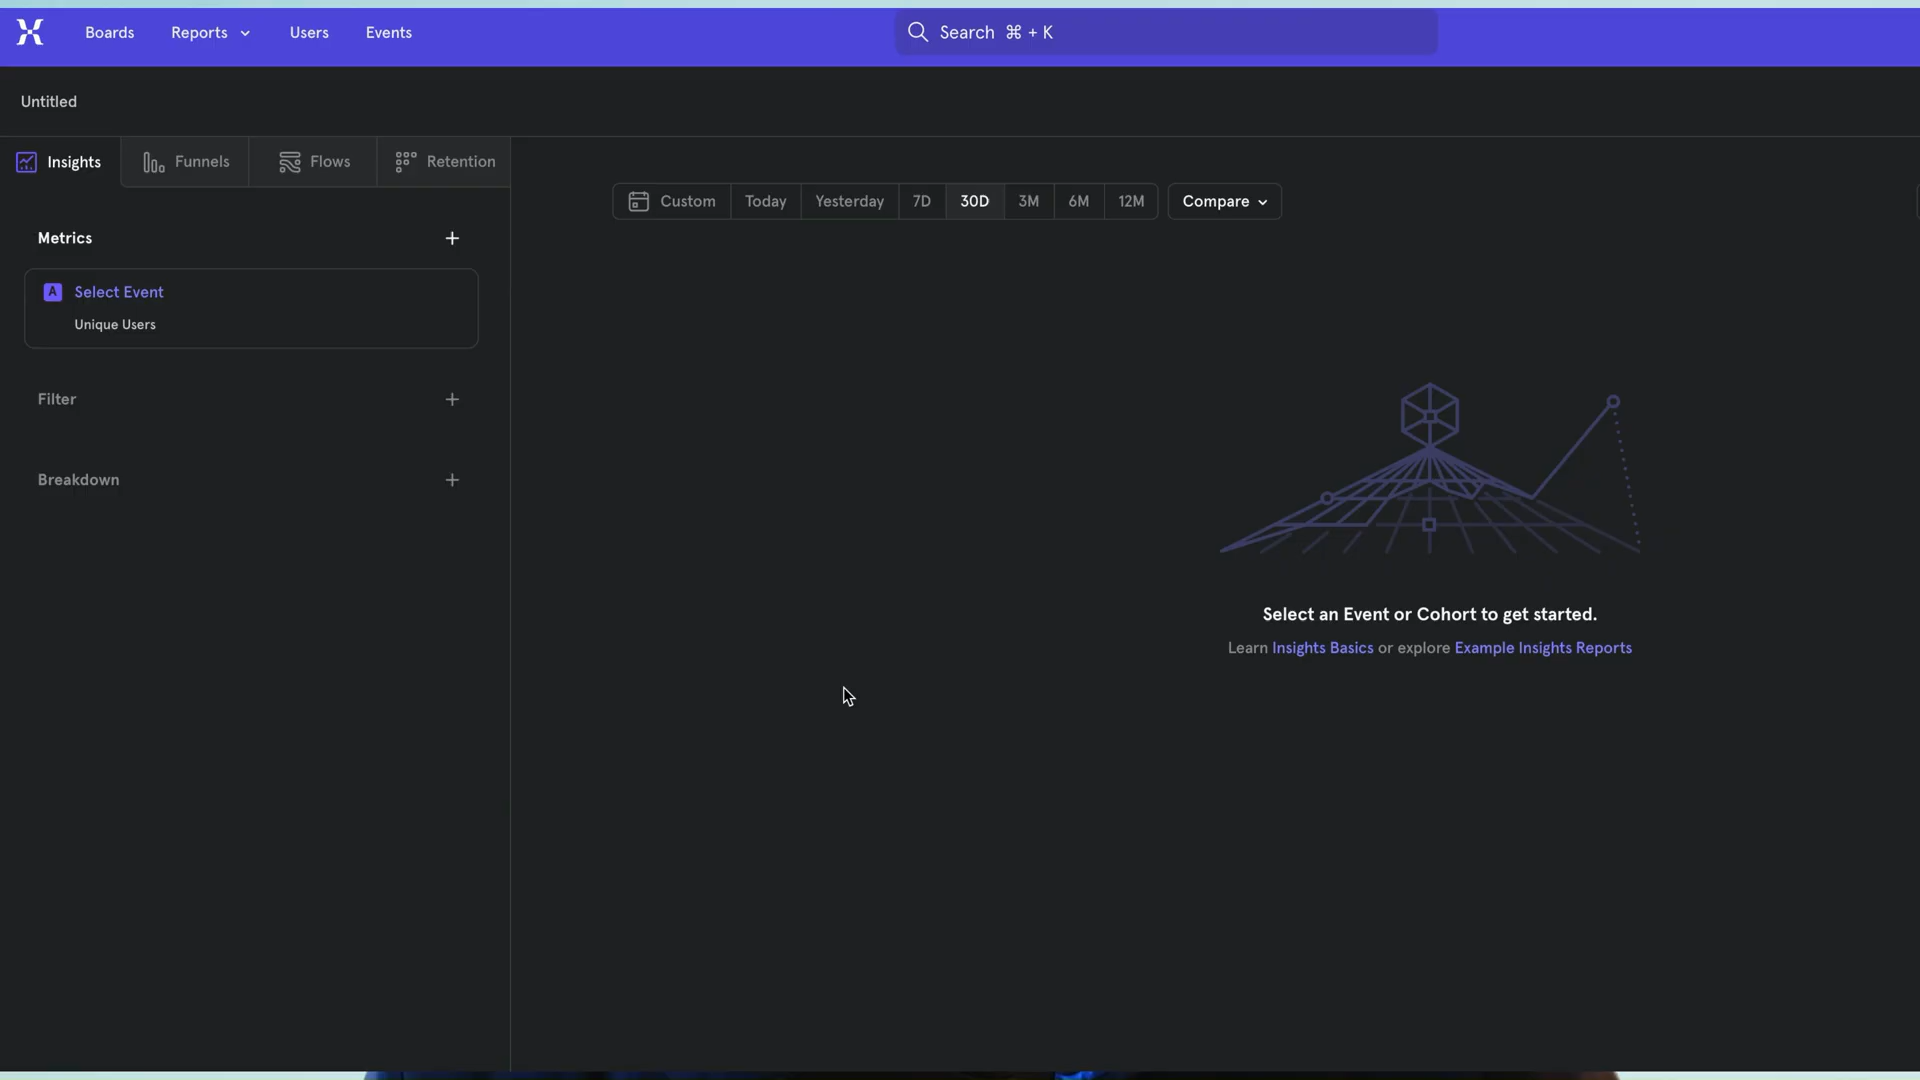 Boards Reports Users Events Search ⌘ + K
Untitled
Insights Funnels Flows Retention
Custom Today Yesterday 7D 30D 3M 6M 12M Compare
Metrics
A Select Event
Unique Users
Filter
Breakdown
Select an Event or Cohort to get started.
Learn Insights Basics or explore Example Insights Reports